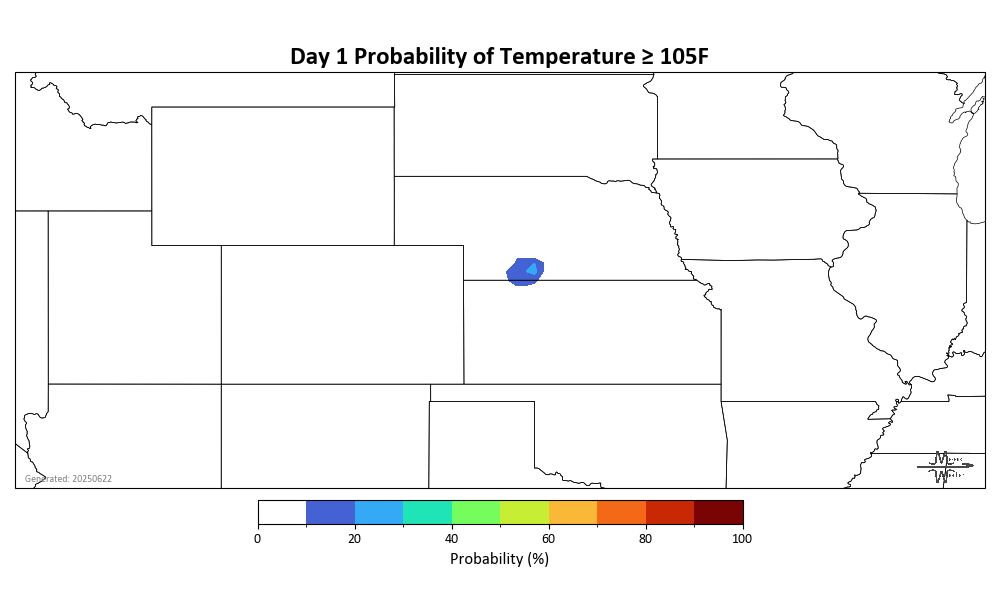 Day 1 Probability of Temperature ≥ 105F
Generated: 20250622
0 20 40 60 80 100
Probability (%)